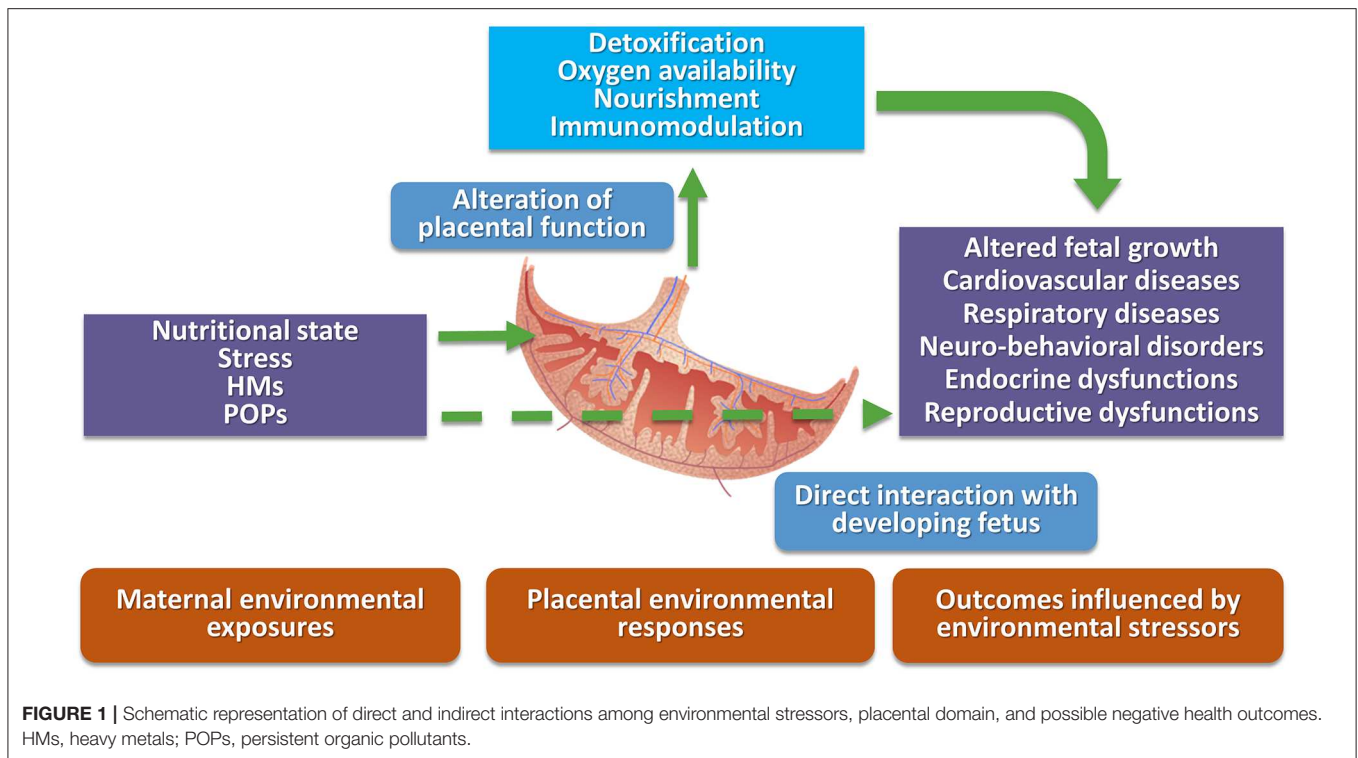 Detoxification
Oxygen availability
Nourishment
Immunomodulation
Alteration of
placental function
Nutritional state
Stress
HMs
POPs
Altered fetal growth
Cardiovascular diseases
Respiratory diseases
Neuro-behavioral disorders
Endocrine dysfunctions
Reproductive dysfunctions
Direct interaction with
developing fetus
Maternal environmental
exposures
Placental environmental
responses
Outcomes influenced by
environmental stressors
FIGURE 1 | Schematic representation of direct and indirect interactions among environmental stressors, placental domain, and possible negative health outcomes.
HMs, heavy metals; POPs, persistent organic pollutants.